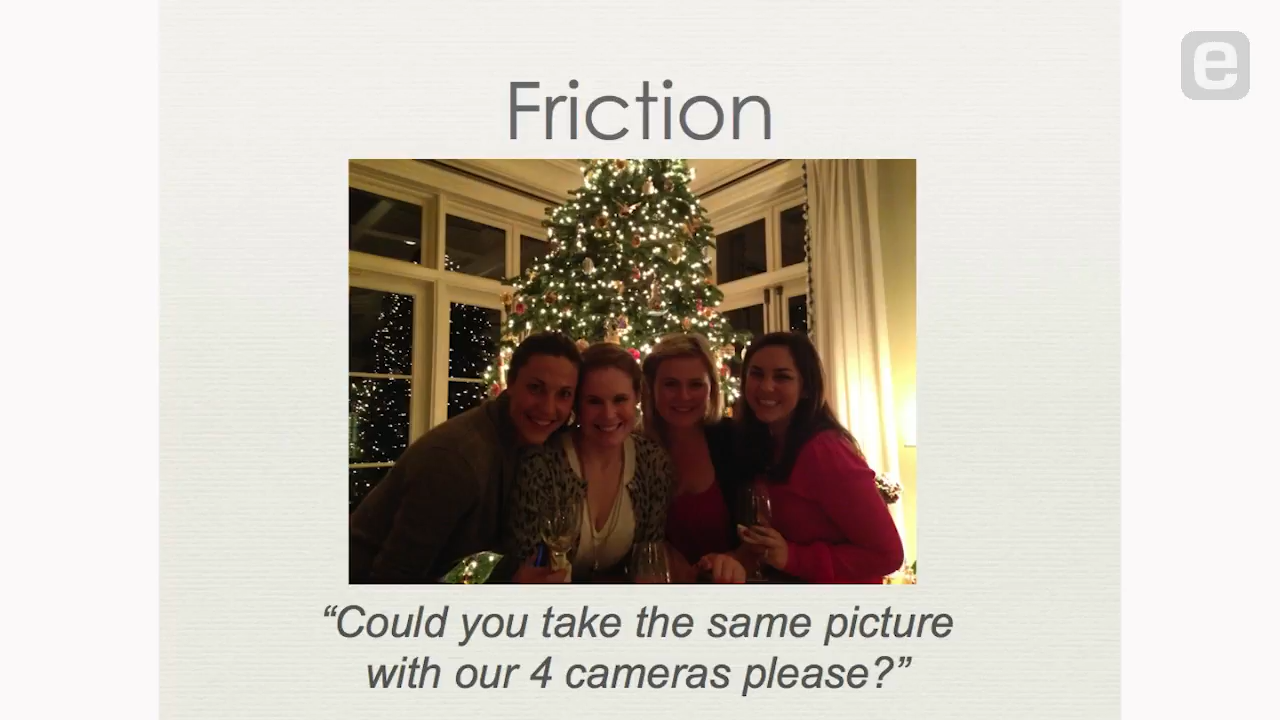 e
Friction
“Could you take the same picture
with our 4 cameras please?”